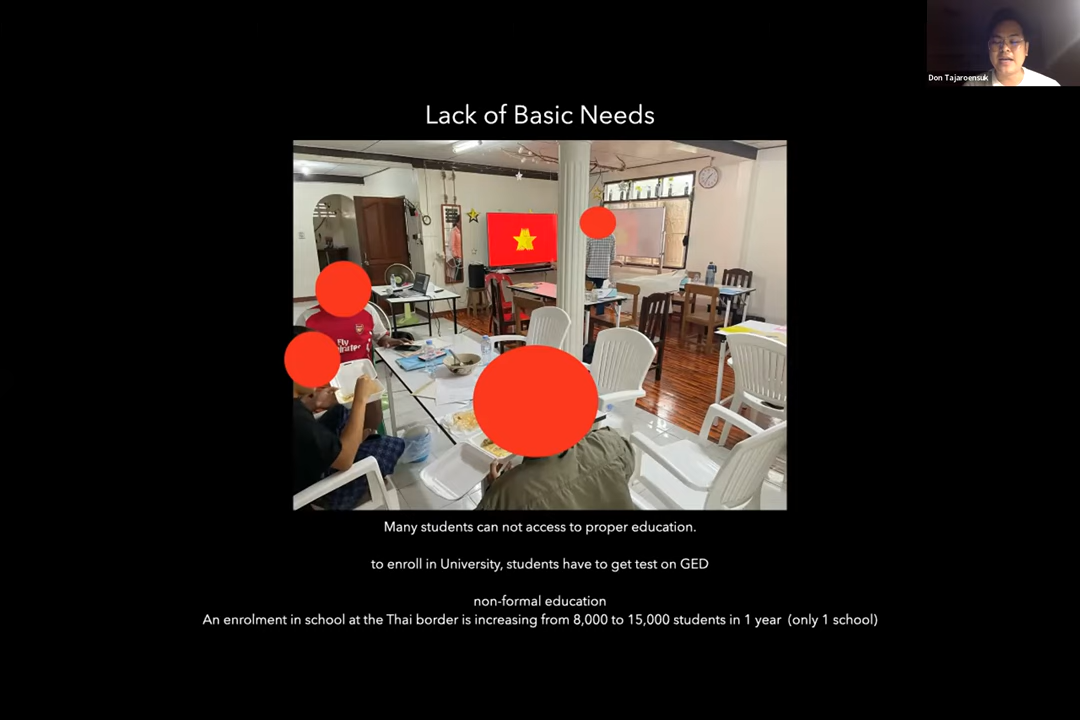 Don Tajaroensuk
Lack of Basic Needs
Fly
Many students can not access to proper education.
to enroll in University, students have to get test on GED
non-formal education
An enrolment in school at the Thai border is increasing from 8,000 to 15,000 students in 1 year (only 1 school)